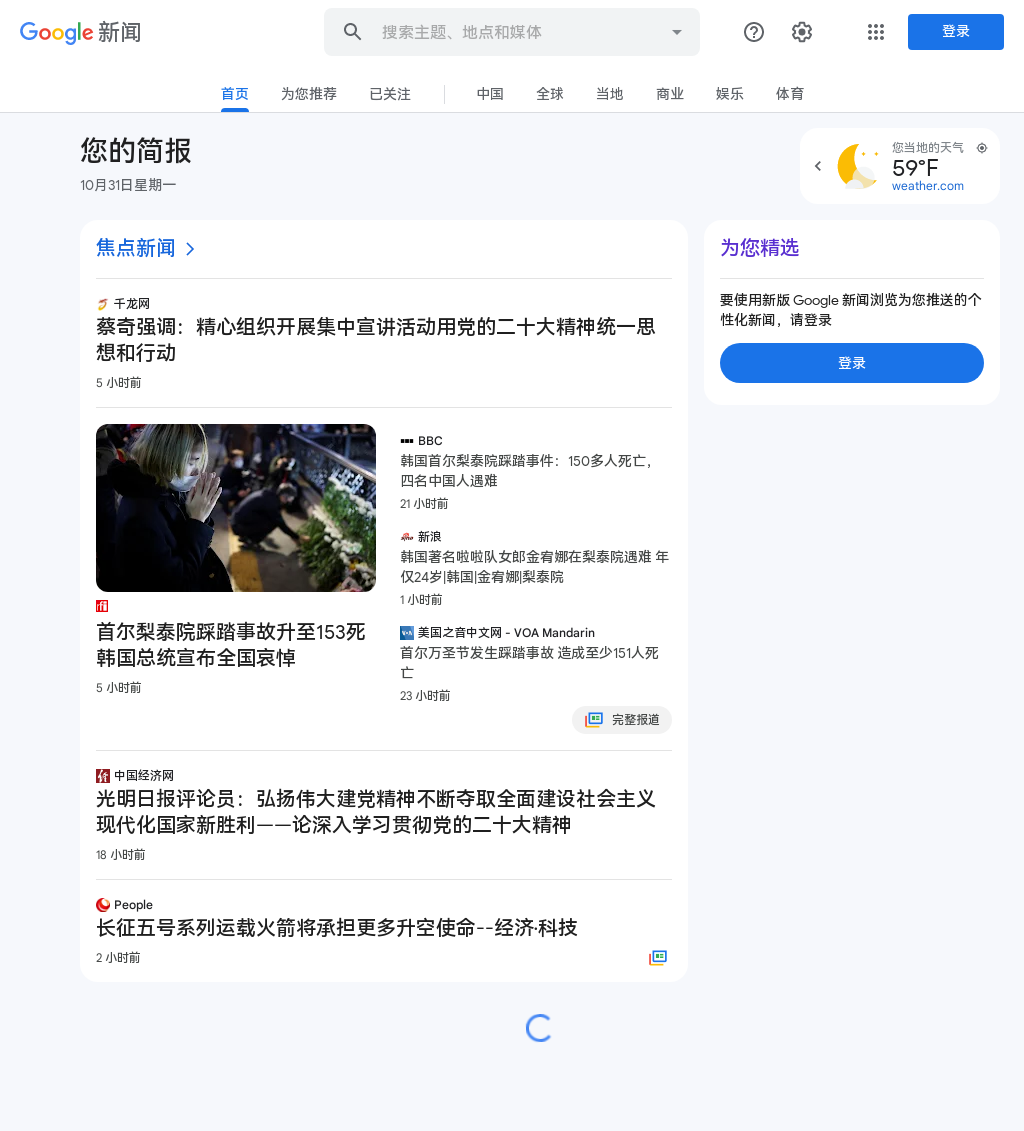 Google 新闻
搜索主题、地点和媒体
登录
首页
为您推荐
已关注
中国
全球
当地
商业
娱乐
体育
您的简报
10月31日星期一
您当地的天气
59°F
weather.com
焦点新闻
千龙网
蔡奇强调：精心组织开展集中宣讲活动用党的二十大精神统一思
想和行动
5 小时前
首尔梨泰院踩踏事故升至153死
韩国总统宣布全国哀悼
5 小时前
BBC
韩国首尔梨泰院踩踏事件：150多人死亡，
四名中国人遇难
21 小时前
新浪
韩国著名啦啦队女郎金宥娜在梨泰院遇难 年
仅24岁|韩国|金宥娜|梨泰院
1 小时前
美国之音中文网 - VOA Mandarin
首尔万圣节发生踩踏事故 造成至少151人死
亡
23 小时前
完整报道
中国经济网
光明日报评论员：弘扬伟大建党精神不断夺取全面建设社会主义
现代化国家新胜利——论深入学习贯彻党的二十大精神
18 小时前
People
长征五号系列运载火箭将承担更多升空使命--经济·科技
2 小时前
为您精选
要使用新版 Google 新闻浏览为您推送的个
性化新闻，请登录
登录